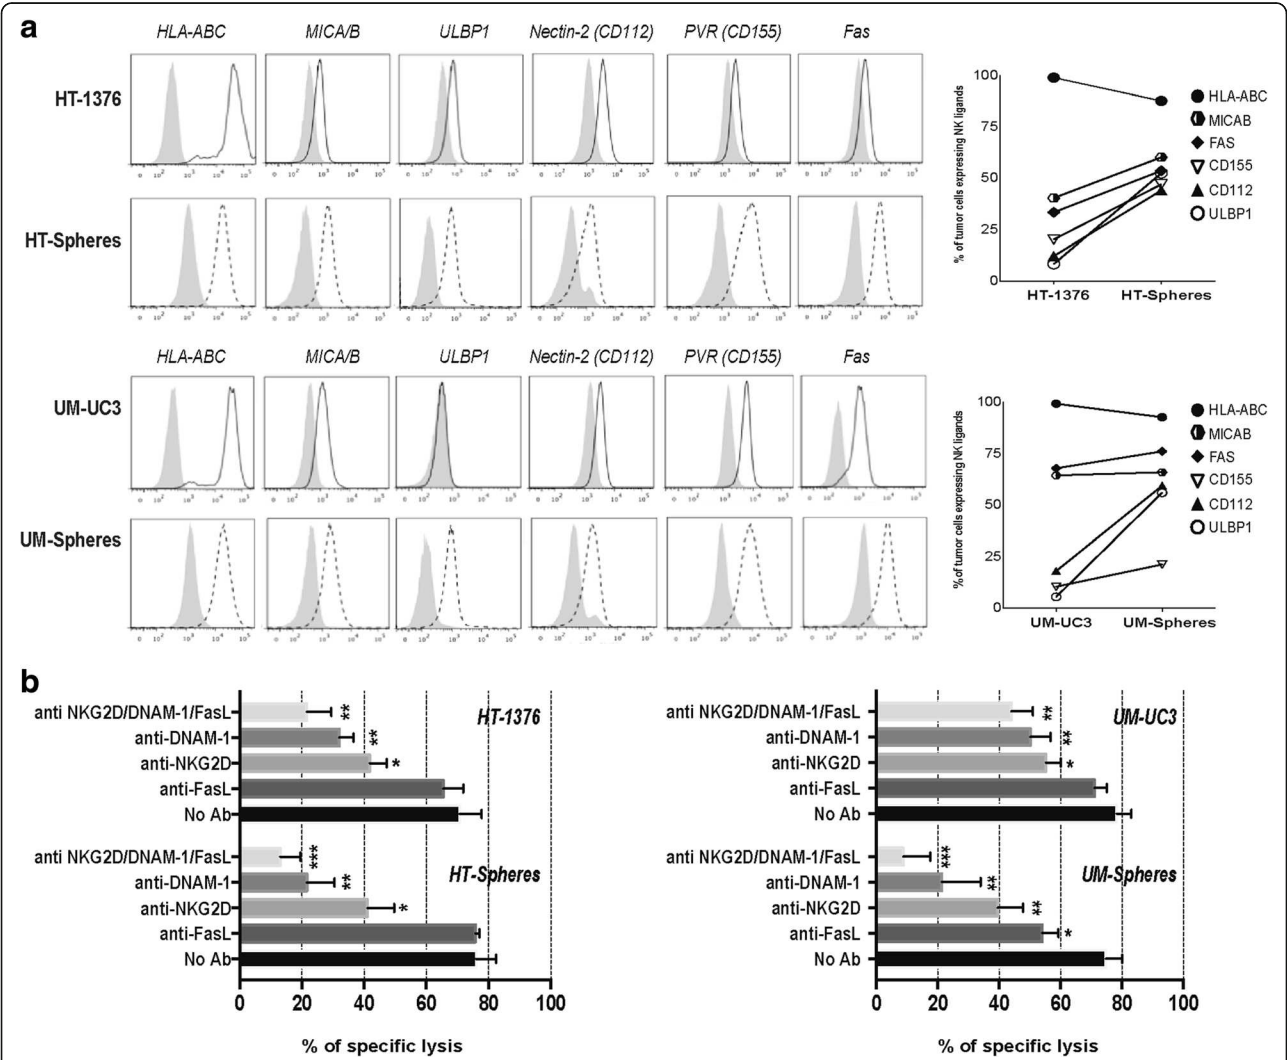 a
HLA-ABC MICA/B ULBP1 Nectin-2 (CD112) PVR (CD155) Fas
HT-1376
HT-Spheres
% of tumor cells expressing NK ligands
100
75
50
25
0
HT-1376 HT-Spheres
HLA-ABC
MICAB
FAS
CD155
CD112
ULBP1
HLA-ABC MICA/B ULBP1 Nectin-2 (CD112) PVR (CD155) Fas
UM-UC3
UM-Spheres
% of tumor cells expressing NK ligands
100
75
50
25
0
UM-UC3 UM-Spheres
HLA-ABC
MICAB
FAS
CD155
CD112
ULBP1
b
HT-1376
anti NKG2D/DNAM-1/FasL **
anti-DNAM-1 **
anti-NKG2D *
anti-FasL
No Ab
HT-Spheres
anti NKG2D/DNAM-1/FasL ***
anti-DNAM-1 **
anti-NKG2D *
anti-FasL
No Ab
0 20 40 60 80 100
% of specific lysis
UM-UC3
anti NKG2D/DNAM-1/FasL **
anti-DNAM-1 **
anti-NKG2D *
anti-FasL
No Ab
UM-Spheres
anti NKG2D/DNAM-1/FasL ***
anti-DNAM-1 **
anti-NKG2D **
anti-FasL *
No Ab
0 20 40 60 80 100
% of specific lysis